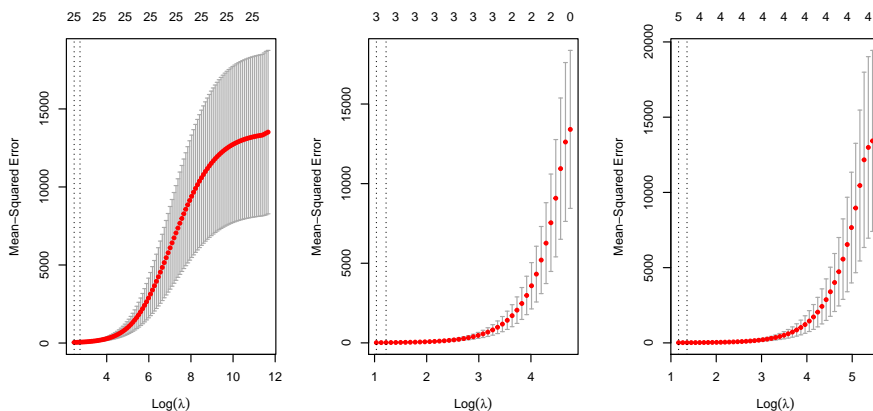 25 25 25 25 25 25 25
Mean−Squared Error
0 5000 10000 15000
4 6 8 10 12
Log(λ)
3 3 3 3 3 3 2 2 2 0
Mean−Squared Error
0 5000 10000 15000
1 2 3 4
Log(λ)
5 4 4 4 4 4 4 4 4 4
Mean−Squared Error
0 5000 10000 15000 20000
1 2 3 4 5
Log(λ)